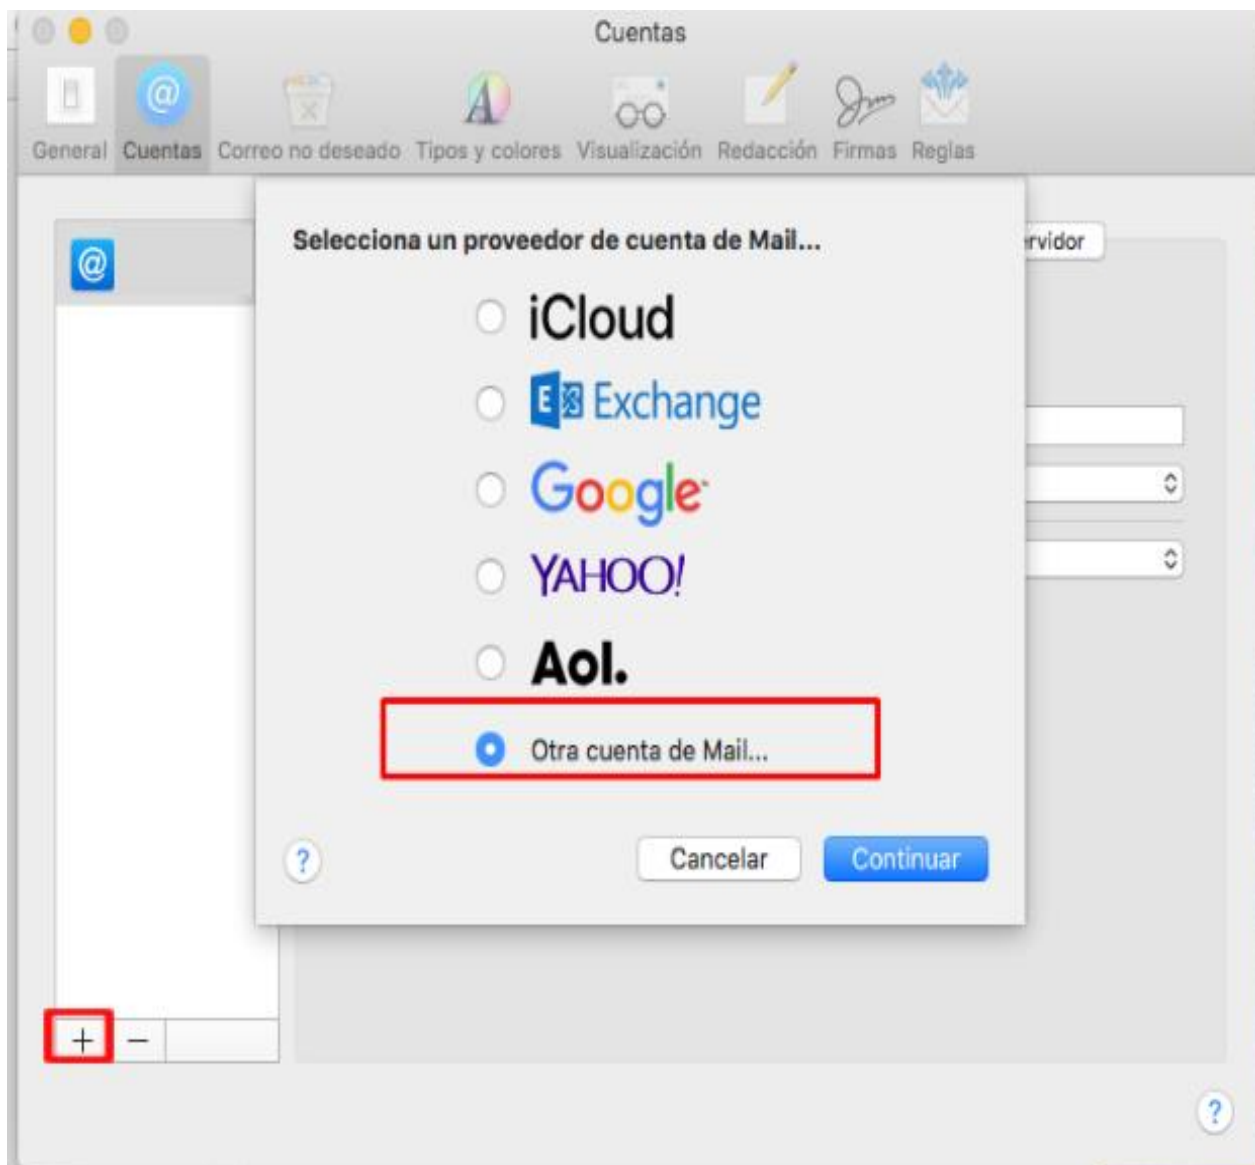 Cuentas
General Cuentas Correo no deseado Tipos y colores Visualización Redacción Firmas Reglas
Selecciona un proveedor de cuenta de Mail...
iCloud
E Exchange
Google
YAHOO!
Aol.
Otra cuenta de Mail...
? Cancelar Continuar
+ −
?